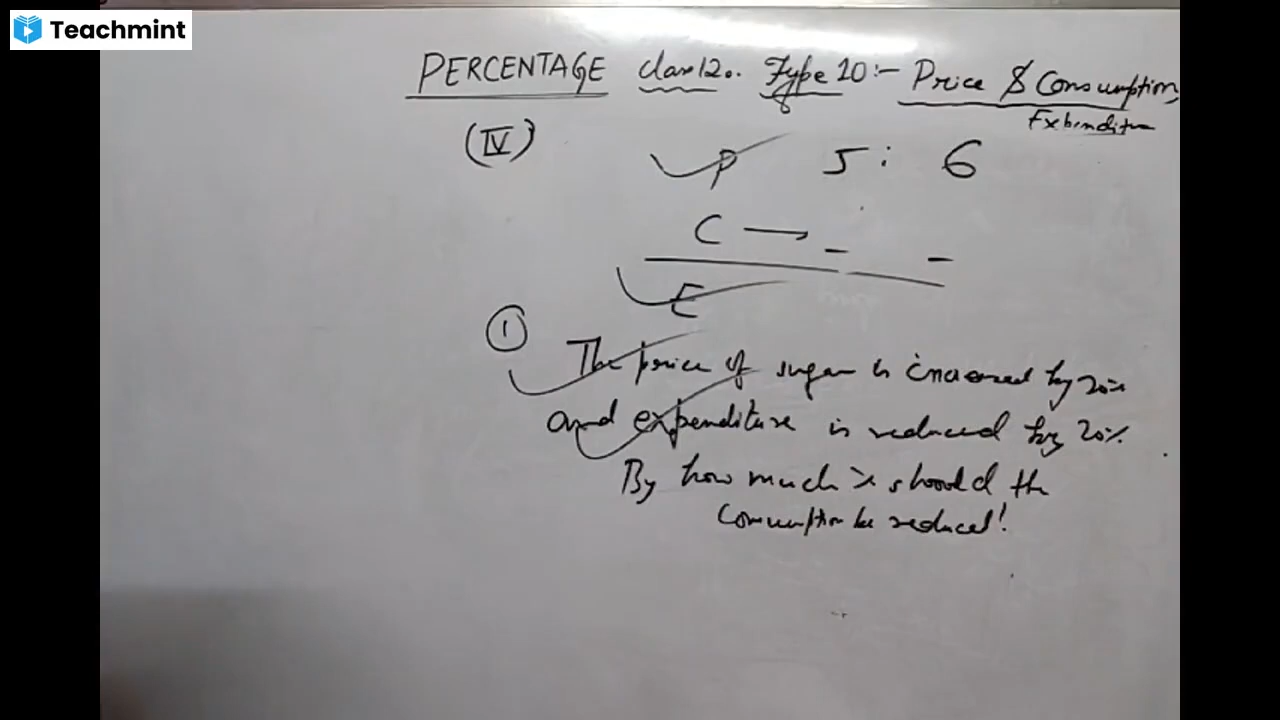 Teachmint
PERCENTAGE Class 12. Type 10:- Price & Consumption,
Expenditure
(IV)
P 5 : 6
C → - -
E
①
The price of sugar is increased by 20%
and expenditure is reduced by 20%
By how much % should the
Consumption be reduced!